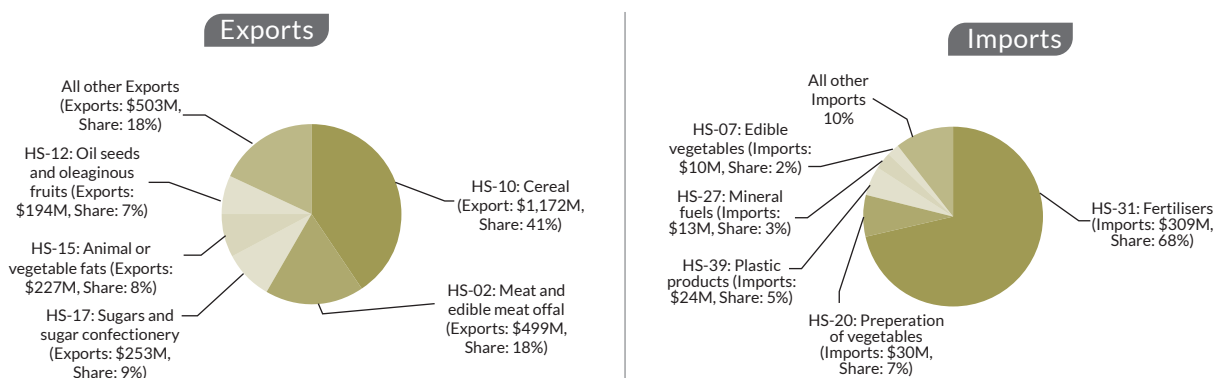 Exports
All other Exports
(Exports: $503M,
Share: 18%)
HS-12: Oil seeds
and oleaginous
fruits (Exports:
$194M, Share: 7%)
HS-15: Animal or
vegetable fats (Exports:
$227M, Share: 8%)
HS-17: Sugars and
sugar confectionery
(Exports: $253M,
Share: 9%)
HS-10: Cereal
(Export: $1,172M,
Share: 41%)
HS-02: Meat and
edible meat offal
(Exports: $499M,
Share: 18%)
Imports
All other
Imports
10%
HS-07: Edible
vegetables (Imports:
$10M, Share: 2%)
HS-27: Mineral
fuels (Imports:
$13M, Share: 3%)
HS-39: Plastic
products (Imports:
$24M, Share: 5%)
HS-20: Preperation
of vegetables
(Imports: $30M,
Share: 7%)
HS-31: Fertilisers
(Imports: $309M,
Share: 68%)